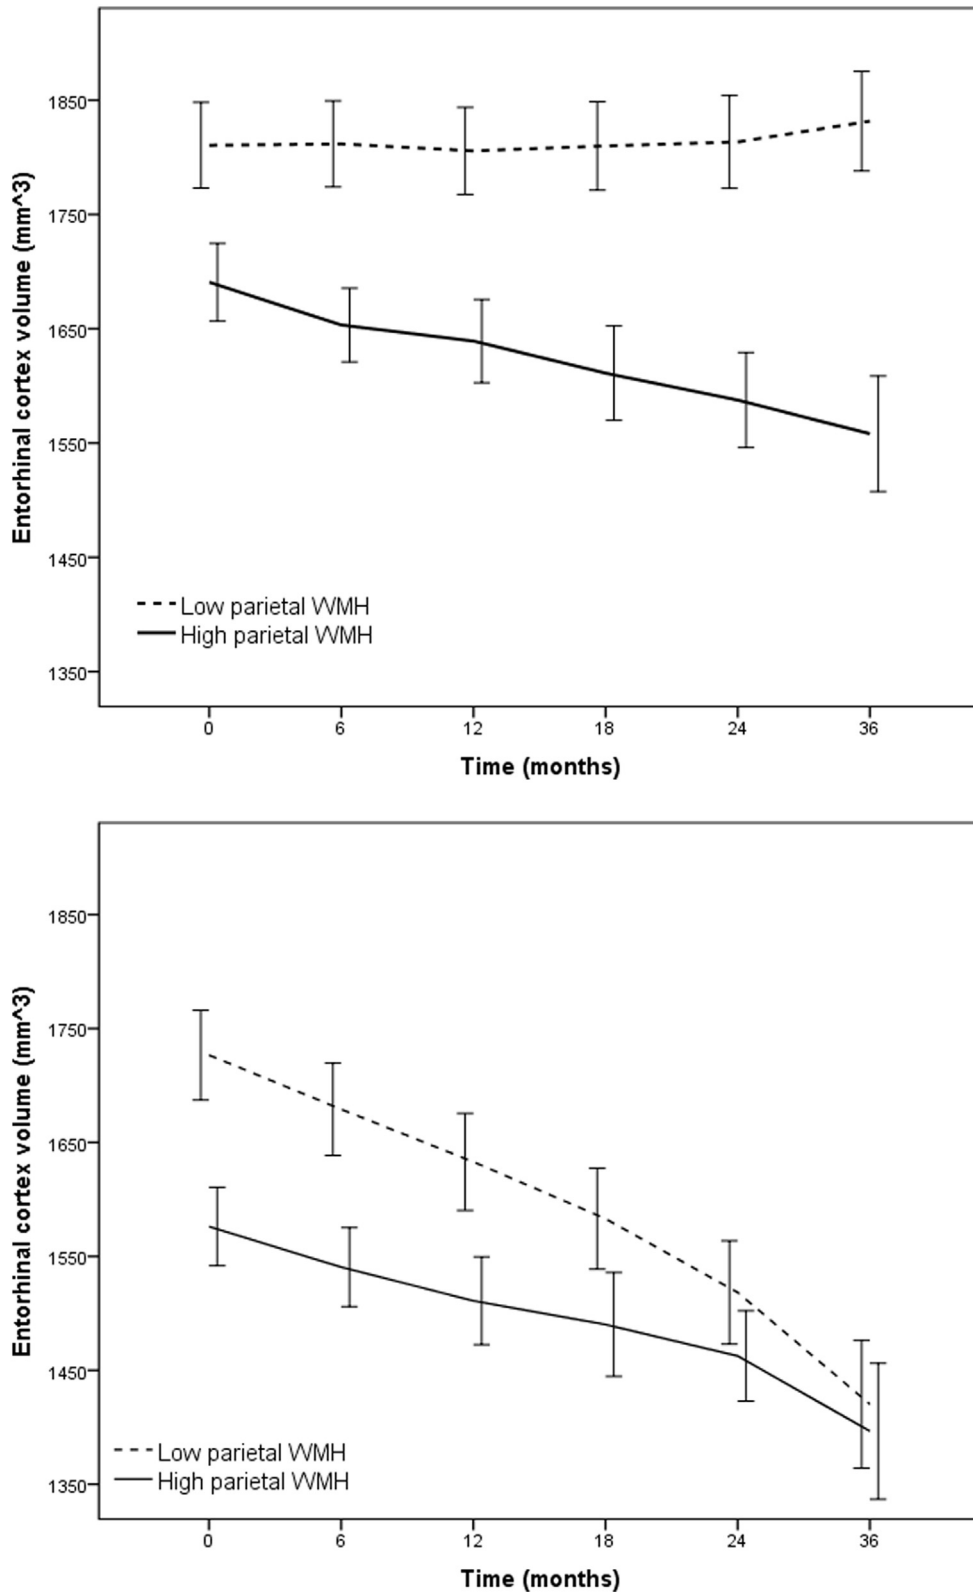 Entorhinal cortex volume (mm^3)
1850
1750
1650
1550
1450
1350
Low parietal WMH
High parietal WMH
0 6 12 18 24 36
Time (months)
Entorhinal cortex volume (mm^3)
1850
1750
1650
1550
1450
1350
Low parietal WMH
High parietal WMH
0 6 12 18 24 36
Time (months)